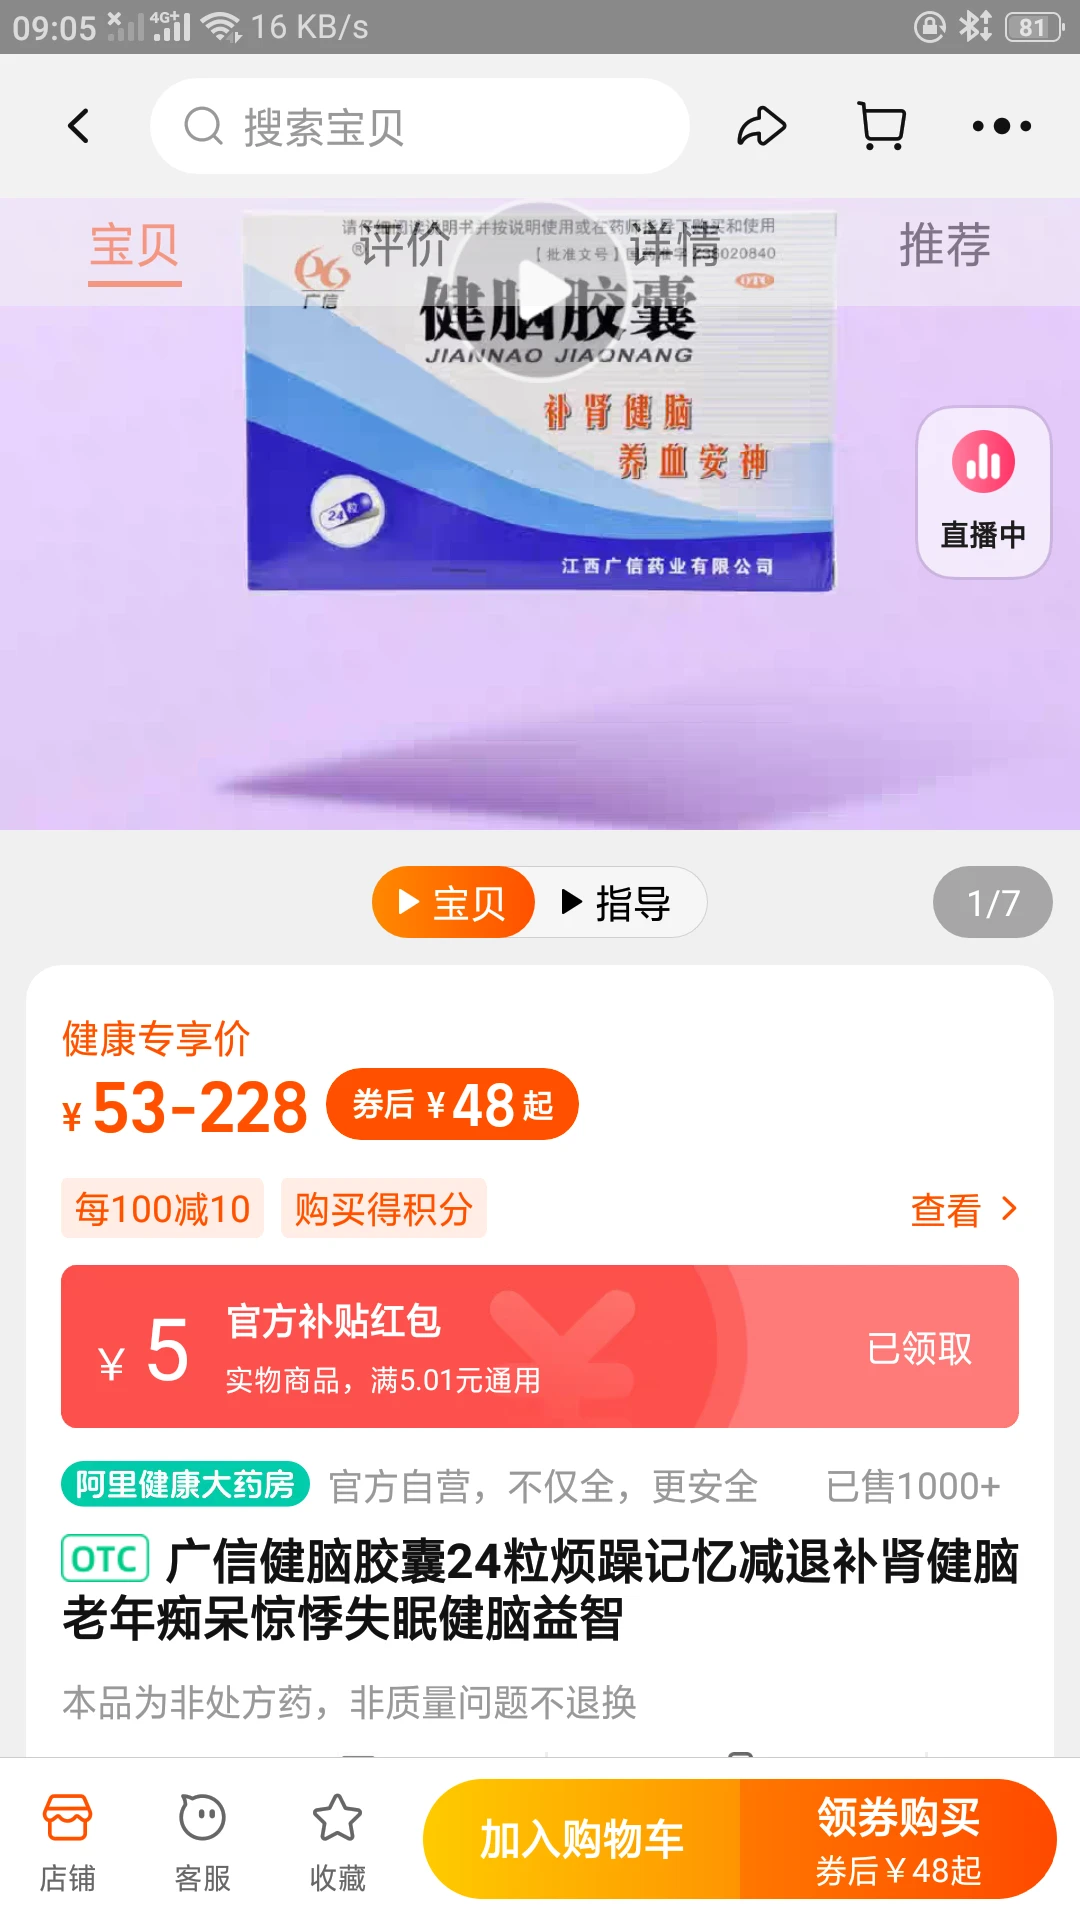 09:05 4G+ 16 KB/s 81
搜索宝贝
宝贝 评价 详情 推荐
请仔细阅读说明书并按说明使用或在药师指导下购买和使用
【批准文号】国药准字Z36020840
广信®
OTC
健脑胶囊
JIANNAO JIAONANG
补肾健脑
养血安神
24粒
江西广信药业有限公司
直播中
宝贝 指导 1/7
健康专享价
¥53-228 券后 ¥48起
每100减10 购买得积分 查看
¥5 官方补贴红包
实物商品，满5.01元通用
已领取
阿里健康大药房 官方自营，不仅全，更安全 已售1000+
OTC 广信健脑胶囊24粒烦躁记忆减退补肾健脑
老年痴呆惊悸失眠健脑益智
本品为非处方药，非质量问题不退换
店铺 客服 收藏
加入购物车
领券购买
券后￥48起